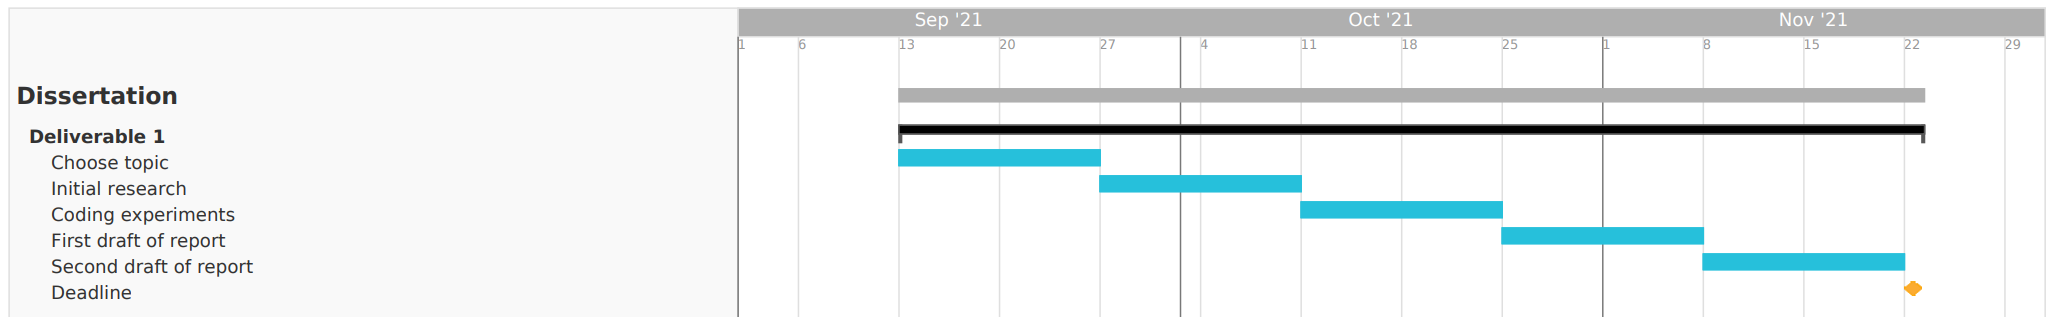 Sep '21 Oct '21 Nov '21
1 6 13 20 27 4 11 18 25 1 8 15 22 29
Dissertation
Deliverable 1
Choose topic
Initial research
Coding experiments
First draft of report
Second draft of report
Deadline